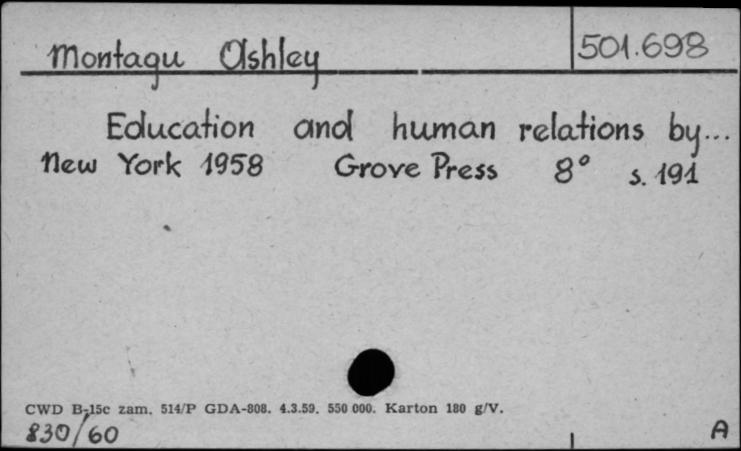 Montagu Ashley 501.698
Education and human relations by...
New York 1958 Grove Press 8° s. 191
CWD B-15c zam. 514/P GDA-808. 4.3.59. 550 000. Karton 180 g/V.
830/60 A